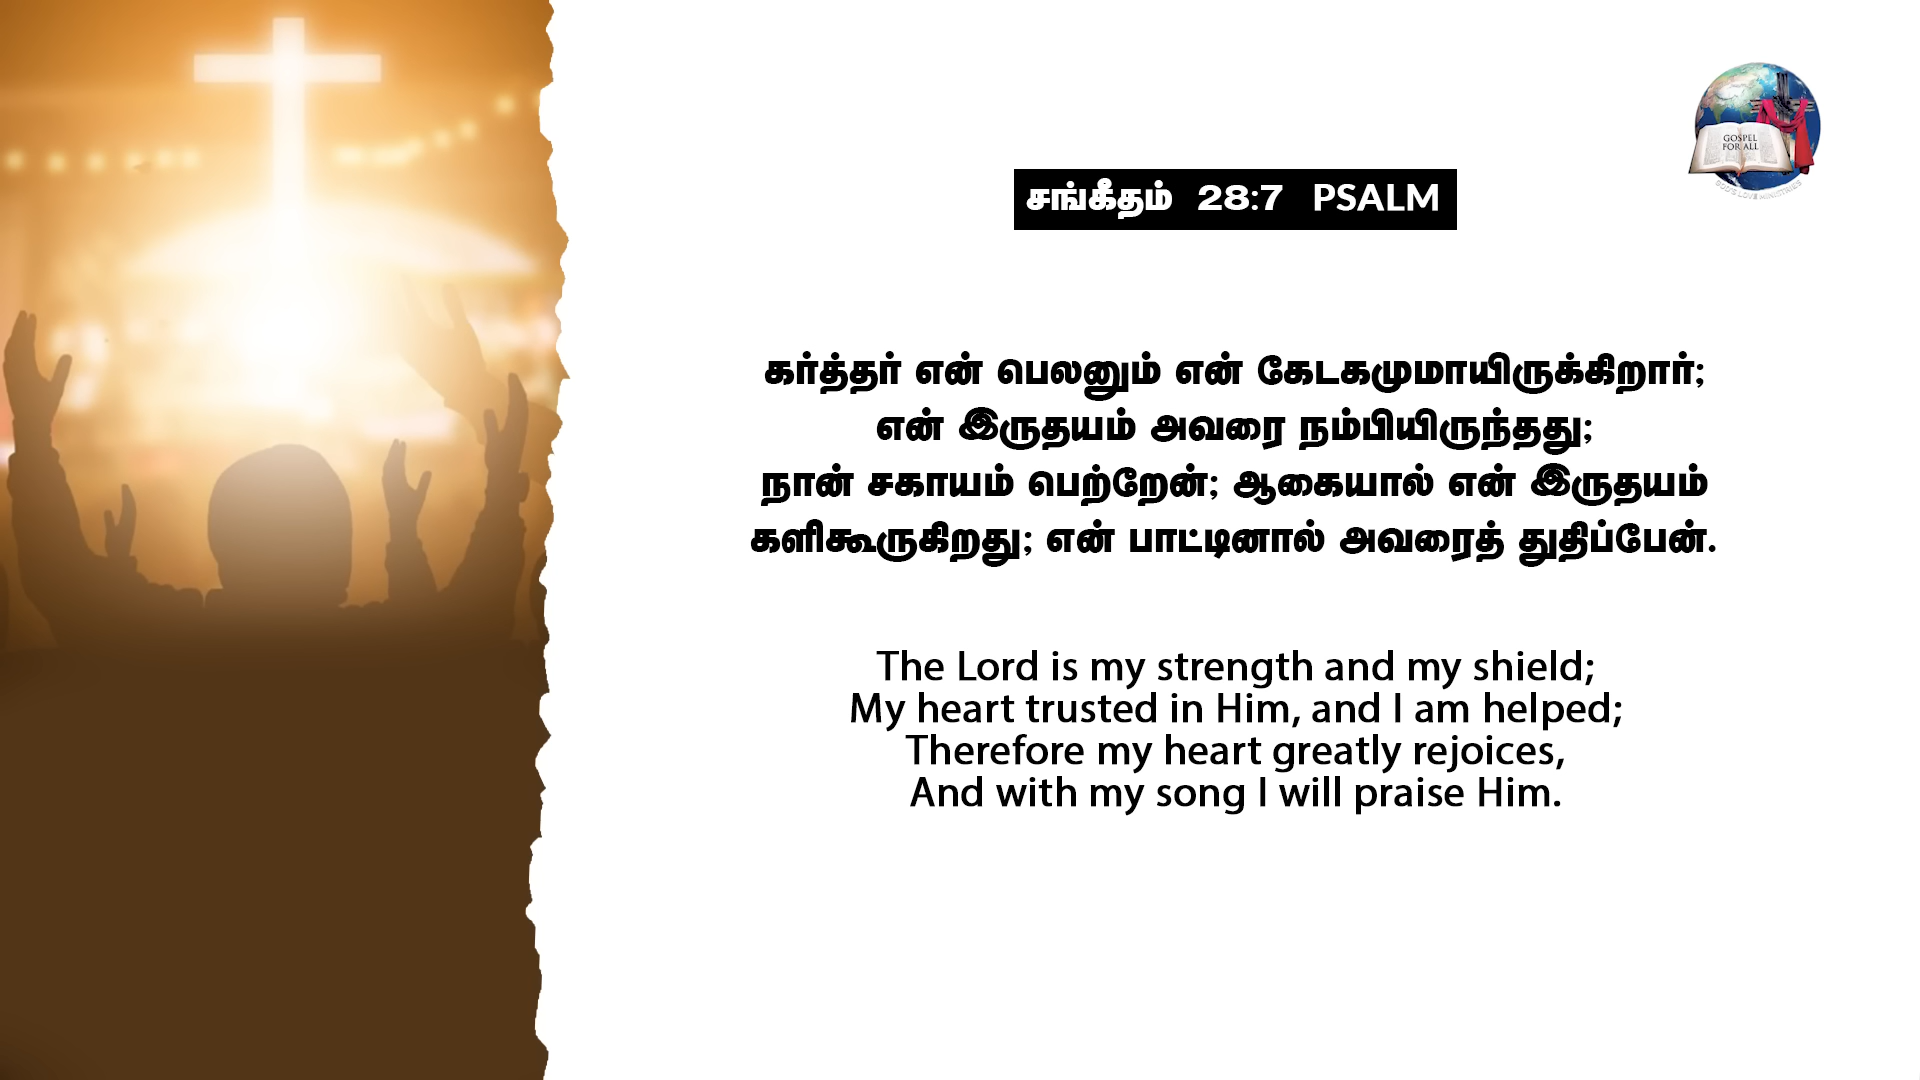 GOSPEL
FOR ALL
GOD'S LOVE MINISTRIES
சங்கீதம் 28:7 PSALM
கர்த்தர் என் பெலனும் என் கேடகமுமாயிருக்கிறார்;
என் இருதயம் அவரை நம்பியிருந்தது;
நான் சகாயம் பெற்றேன்; ஆகையால் என் இருதயம்
களிகூருகிறது; என் பாட்டினால் அவரைத் துதிப்பேன்.
The Lord is my strength and my shield;
My heart trusted in Him, and I am helped;
Therefore my heart greatly rejoices,
And with my song I will praise Him.